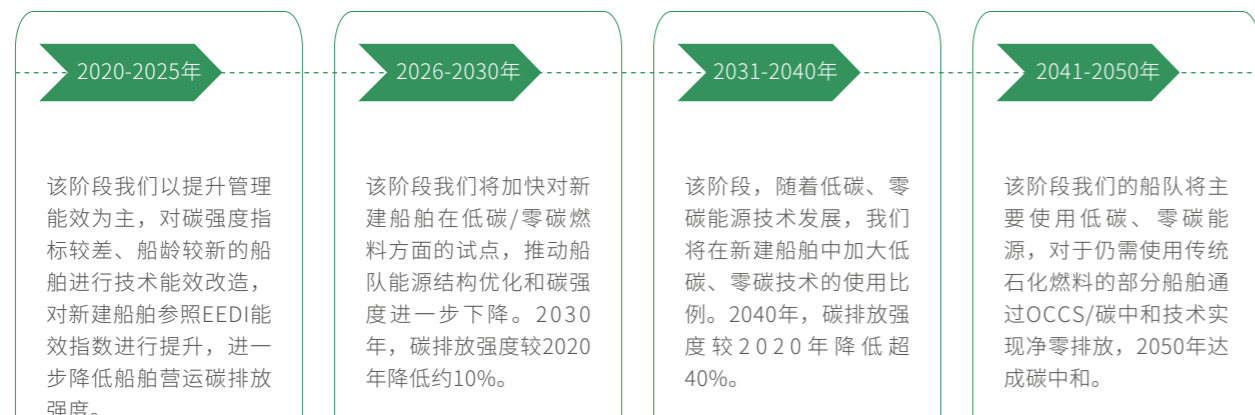 2020-2025年
该阶段我们以提升管理
能效为主，对碳强度指
标较差、船龄较新的船
舶进行技术能效改造，
对新建船舶参照EEDI能
效指数进行提升，进一
步降低船舶营运碳排放
强度。
2026-2030年
该阶段我们将加快对新
建船舶在低碳/零碳燃
料方面的试点，推动船
队能源结构优化和碳强
度进一步下降。2030
年，碳排放强度较2020
年降低约10%。
2031-2040年
该阶段，随着低碳、零
碳能源技术发展，我们
将在新建船舶中加大低
碳、零碳技术的使用比
例。2040年，碳排放强
度较2020年降低超
40%。
2041-2050年
该阶段我们的船队将主
要使用低碳、零碳能
源，对于仍需使用传统
石化燃料的部分船舶通
过OCCS/碳中和技术实
现净零排放，2050年达
成碳中和。